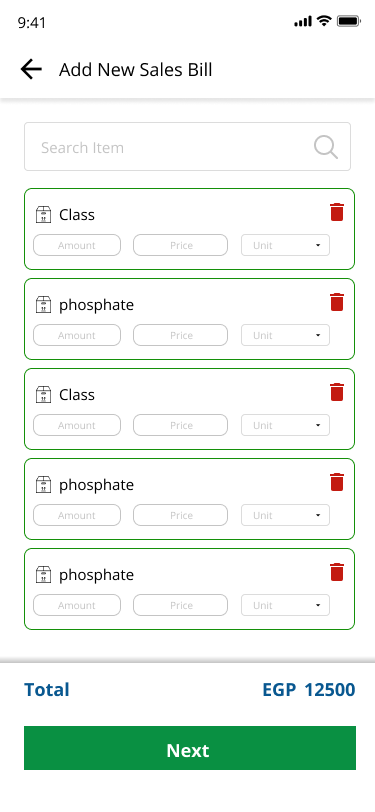 9:41
Add New Sales Bill
Search Item
Class
Amount Price Unit
phosphate
Amount Price Unit
Class
Amount Price Unit
phosphate
Amount Price Unit
phosphate
Amount Price Unit
Total EGP 12500
Next